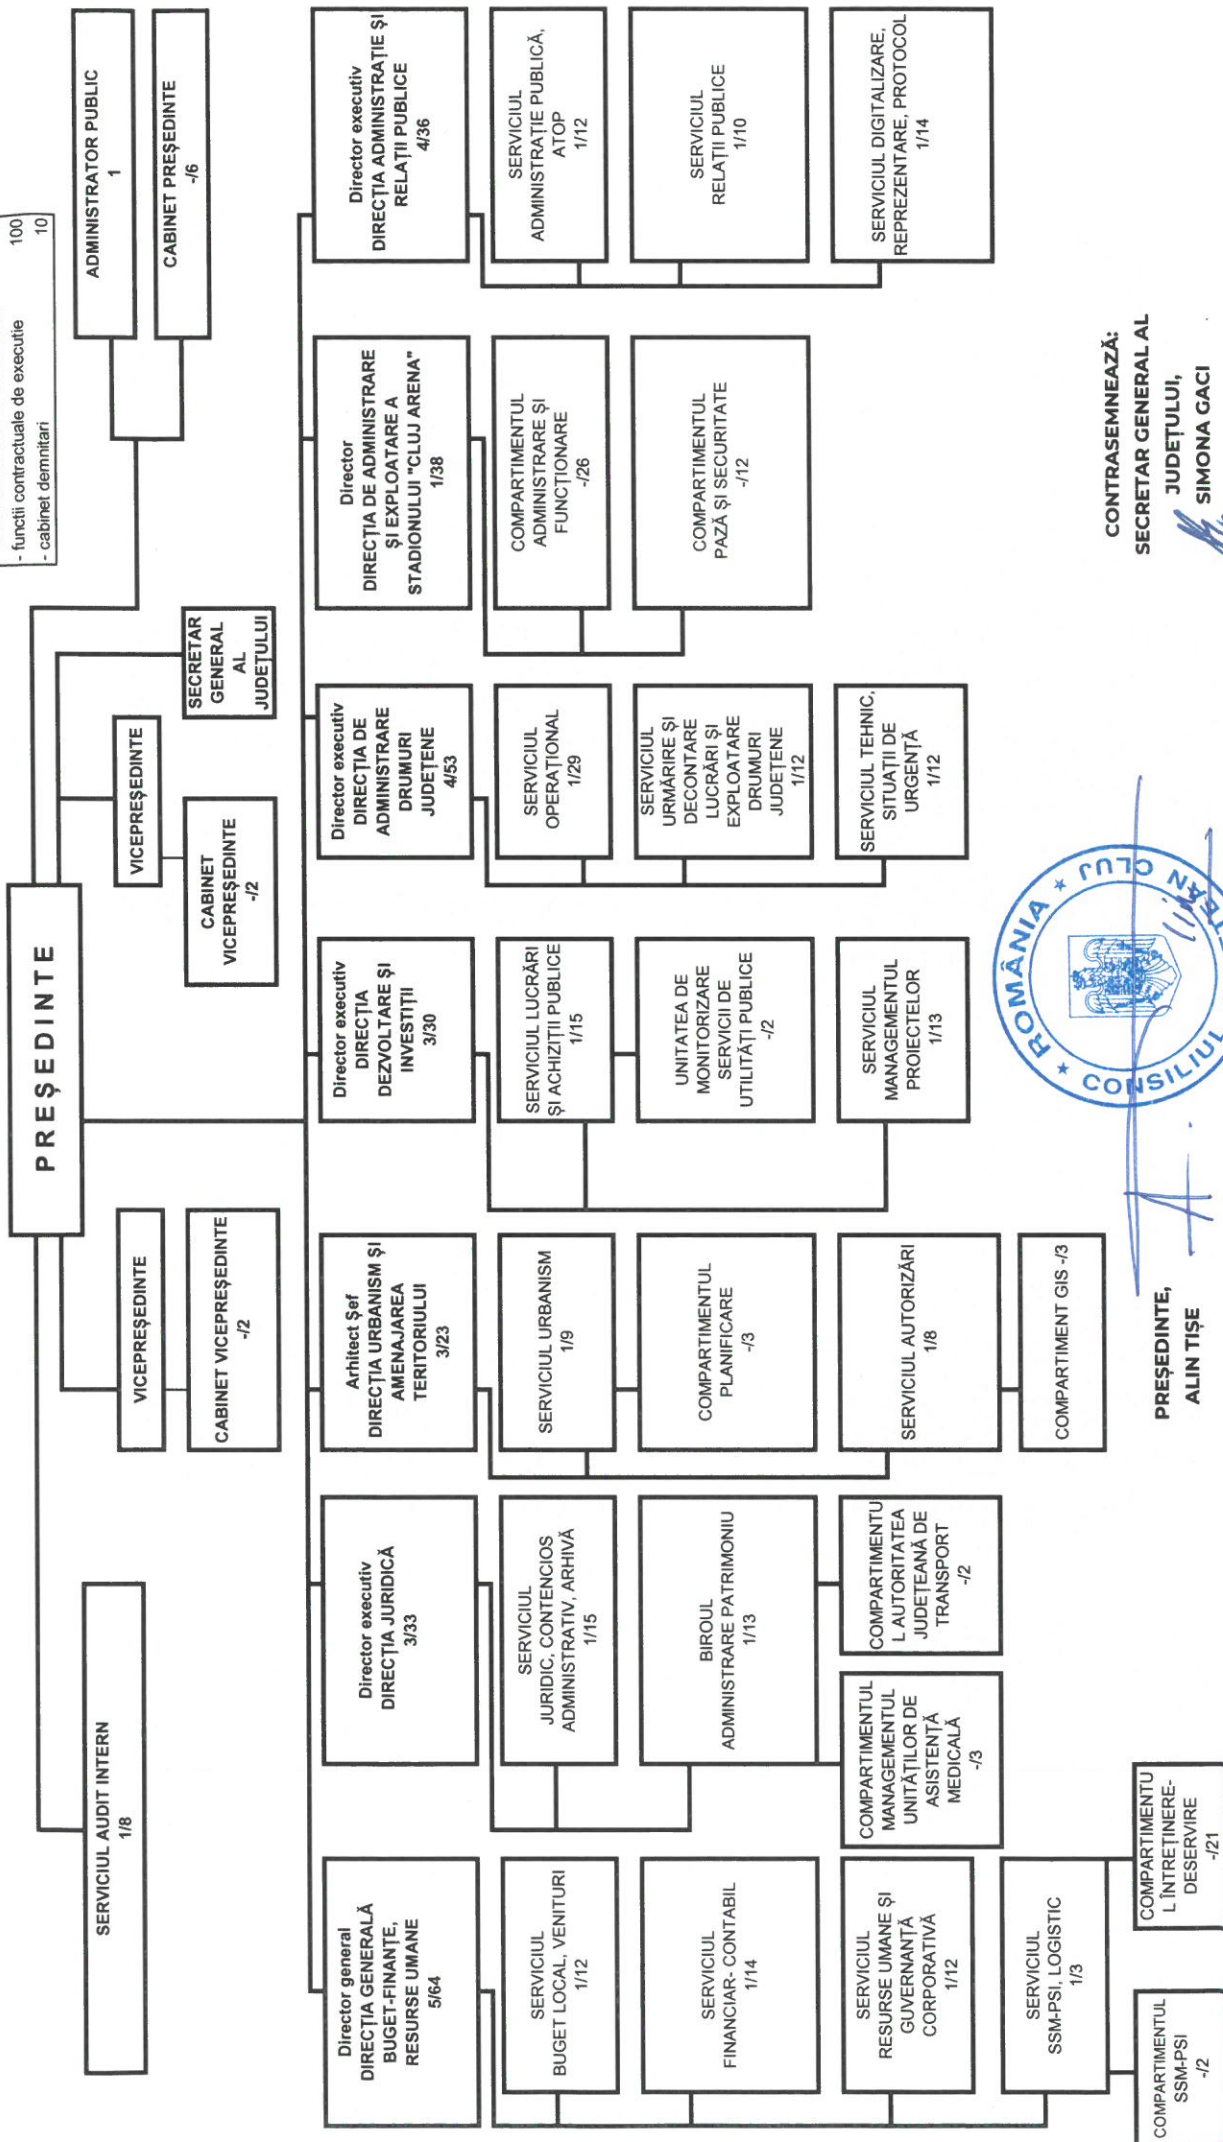 - functii contractuale de executie 100
- cabinet demnitari 10
PREȘEDINTE
ADMINISTRATOR PUBLIC
1
CABINET PREȘEDINTE
-/6
SECRETAR
GENERAL
AL
JUDEȚULUI
VICEPREȘEDINTE
CABINET
VICEPREȘEDINTE
-/2
VICEPREȘEDINTE
CABINET VICEPREȘEDINTE
-/2
SERVICIUL AUDIT INTERN
1/8
Director general
DIRECȚIA GENERALĂ
BUGET-FINANȚE,
RESURSE UMANE
5/64
SERVICIUL
BUGET LOCAL, VENITURI
1/12
SERVICIUL
FINANCIAR- CONTABIL
1/14
SERVICIUL
RESURSE UMANE ȘI
GUVERNANȚĂ
CORPORATIVĂ
1/12
SERVICIUL
SSM-PSI, LOGISTIC
1/3
COMPARTIMENTUL
SSM-PSI
-/2
COMPARTIMENTU
L ÎNTREȚINERE-
DESERVIRE
-/21
Director executiv
DIRECȚIA JURIDICĂ
3/33
SERVICIUL
JURIDIC, CONTENCIOS
ADMINISTRATIV, ARHIVĂ
1/15
BIROUL
ADMINISTRARE PATRIMONIU
1/13
COMPARTIMENTUL
MANAGEMENTUL
UNITĂȚILOR DE
ASISTENȚĂ
MEDICALĂ
-/3
COMPARTIMENTU
L AUTORITATEA
JUDEȚEANĂ DE
TRANSPORT
-/2
Arhitect Șef
DIRECȚIA URBANISM ȘI
AMENAJAREA
TERITORIULUI
3/23
SERVICIUL URBANISM
1/9
COMPARTIMENTUL
PLANIFICARE
-/3
SERVICIUL AUTORIZĂRI
1/8
COMPARTIMENT GIS -/3
Director executiv
DIRECȚIA
DEZVOLTARE ȘI
INVESTIȚII
3/30
SERVICIUL LUCRĂRI
ȘI ACHIZIȚII PUBLICE
1/15
UNITATEA DE
MONITORIZARE
SERVICII DE
UTILITĂȚI PUBLICE
-/2
SERVICIUL
MANAGEMENTUL
PROIECTELOR
1/13
Director executiv
DIRECȚIA DE
ADMINISTRARE
DRUMURI
JUDEȚENE
4/53
SERVICIUL
OPERAȚIONAL
1/29
SERVICIUL
URMĂRIRE ȘI
DECONTARE
LUCRĂRI ȘI
EXPLOATARE
DRUMURI
JUDEȚENE
1/12
SERVICIUL TEHNIC,
SITUAȚII DE
URGENȚĂ
1/12
Director
DIRECȚIA DE ADMINISTRARE
ȘI EXPLOATARE A
STADIONULUI "CLUJ ARENA"
1/38
COMPARTIMENTUL
ADMINISTRARE ȘI
FUNCȚIONARE
-/26
COMPARTIMENTUL
PAZĂ ȘI SECURITATE
-/12
Director executiv
DIRECȚIA ADMINISTRAȚIE ȘI
RELAȚII PUBLICE
4/36
SERVICIUL
ADMINISTRAȚIE PUBLICĂ,
ATOP
1/12
SERVICIUL
RELAȚII PUBLICE
1/10
SERVICIUL DIGITALIZARE,
REPREZENTARE, PROTOCOL
1/14
PREȘEDINTE,
ALIN TIȘE
* ROMÂNIA *
CONSILIUL
CLUJ
CONTRASEMNEAZĂ:
SECRETAR GENERAL AL
JUDEȚULUI,
SIMONA GACI